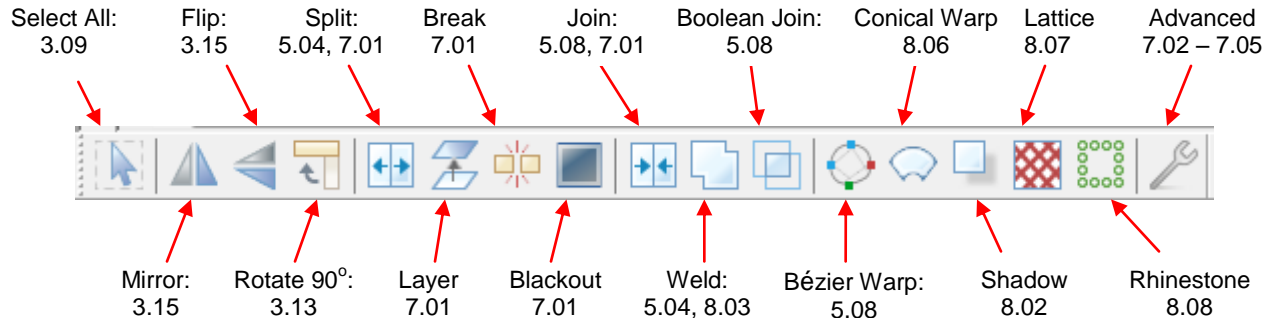 Select All:
3.09
Flip:
3.15
Split:
5.04, 7.01
Break
7.01
Join:
5.08, 7.01
Boolean Join:
5.08
Conical Warp
8.06
Lattice
8.07
Advanced
7.02 – 7.05
Mirror:
3.15
Rotate 90°:
3.13
Layer
7.01
Blackout
7.01
Weld:
5.04, 8.03
Bézier Warp:
5.08
Shadow
8.02
Rhinestone
8.08